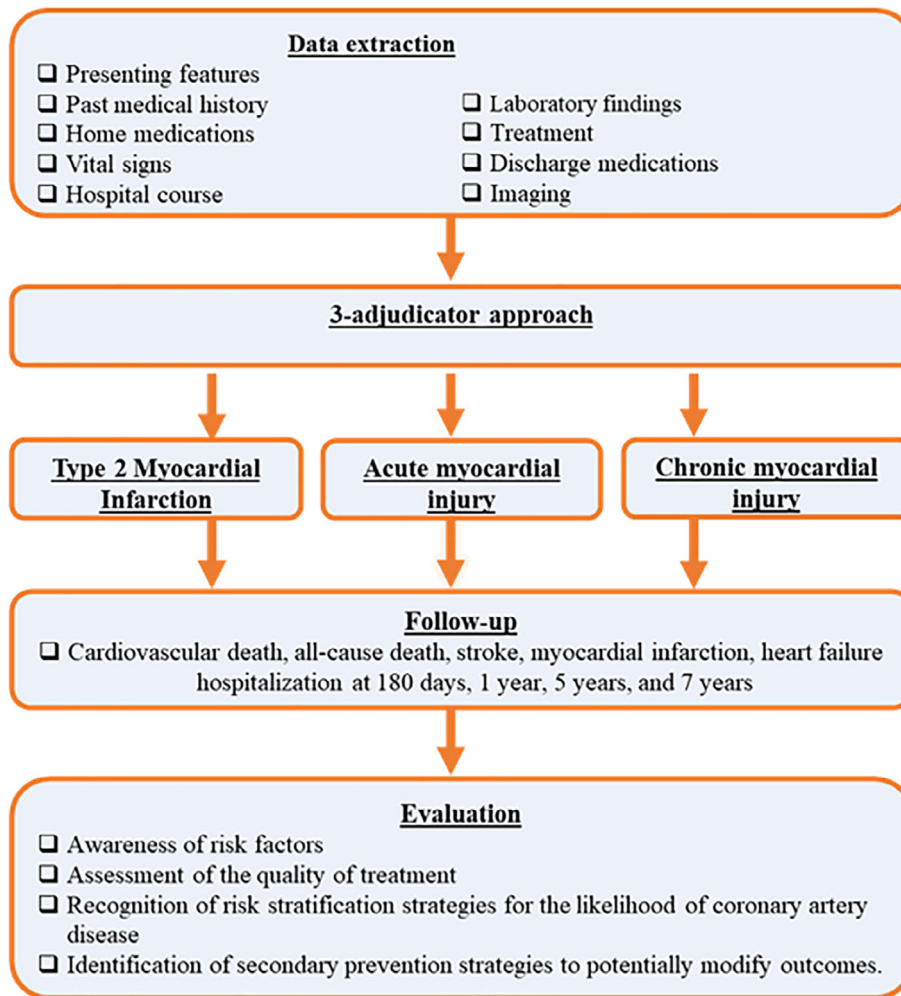 Data extraction
❑ Presenting features
❑ Past medical history
❑ Home medications
❑ Vital signs
❑ Hospital course
❑ Laboratory findings
❑ Treatment
❑ Discharge medications
❑ Imaging
3-adjudicator approach
Type 2 Myocardial
Infarction
Acute myocardial
injury
Chronic myocardial
injury
Follow-up
❑ Cardiovascular death, all-cause death, stroke, myocardial infarction, heart failure
hospitalization at 180 days, 1 year, 5 years, and 7 years
Evaluation
❑ Awareness of risk factors
❑ Assessment of the quality of treatment
❑ Recognition of risk stratification strategies for the likelihood of coronary artery
disease
❑ Identification of secondary prevention strategies to potentially modify outcomes.